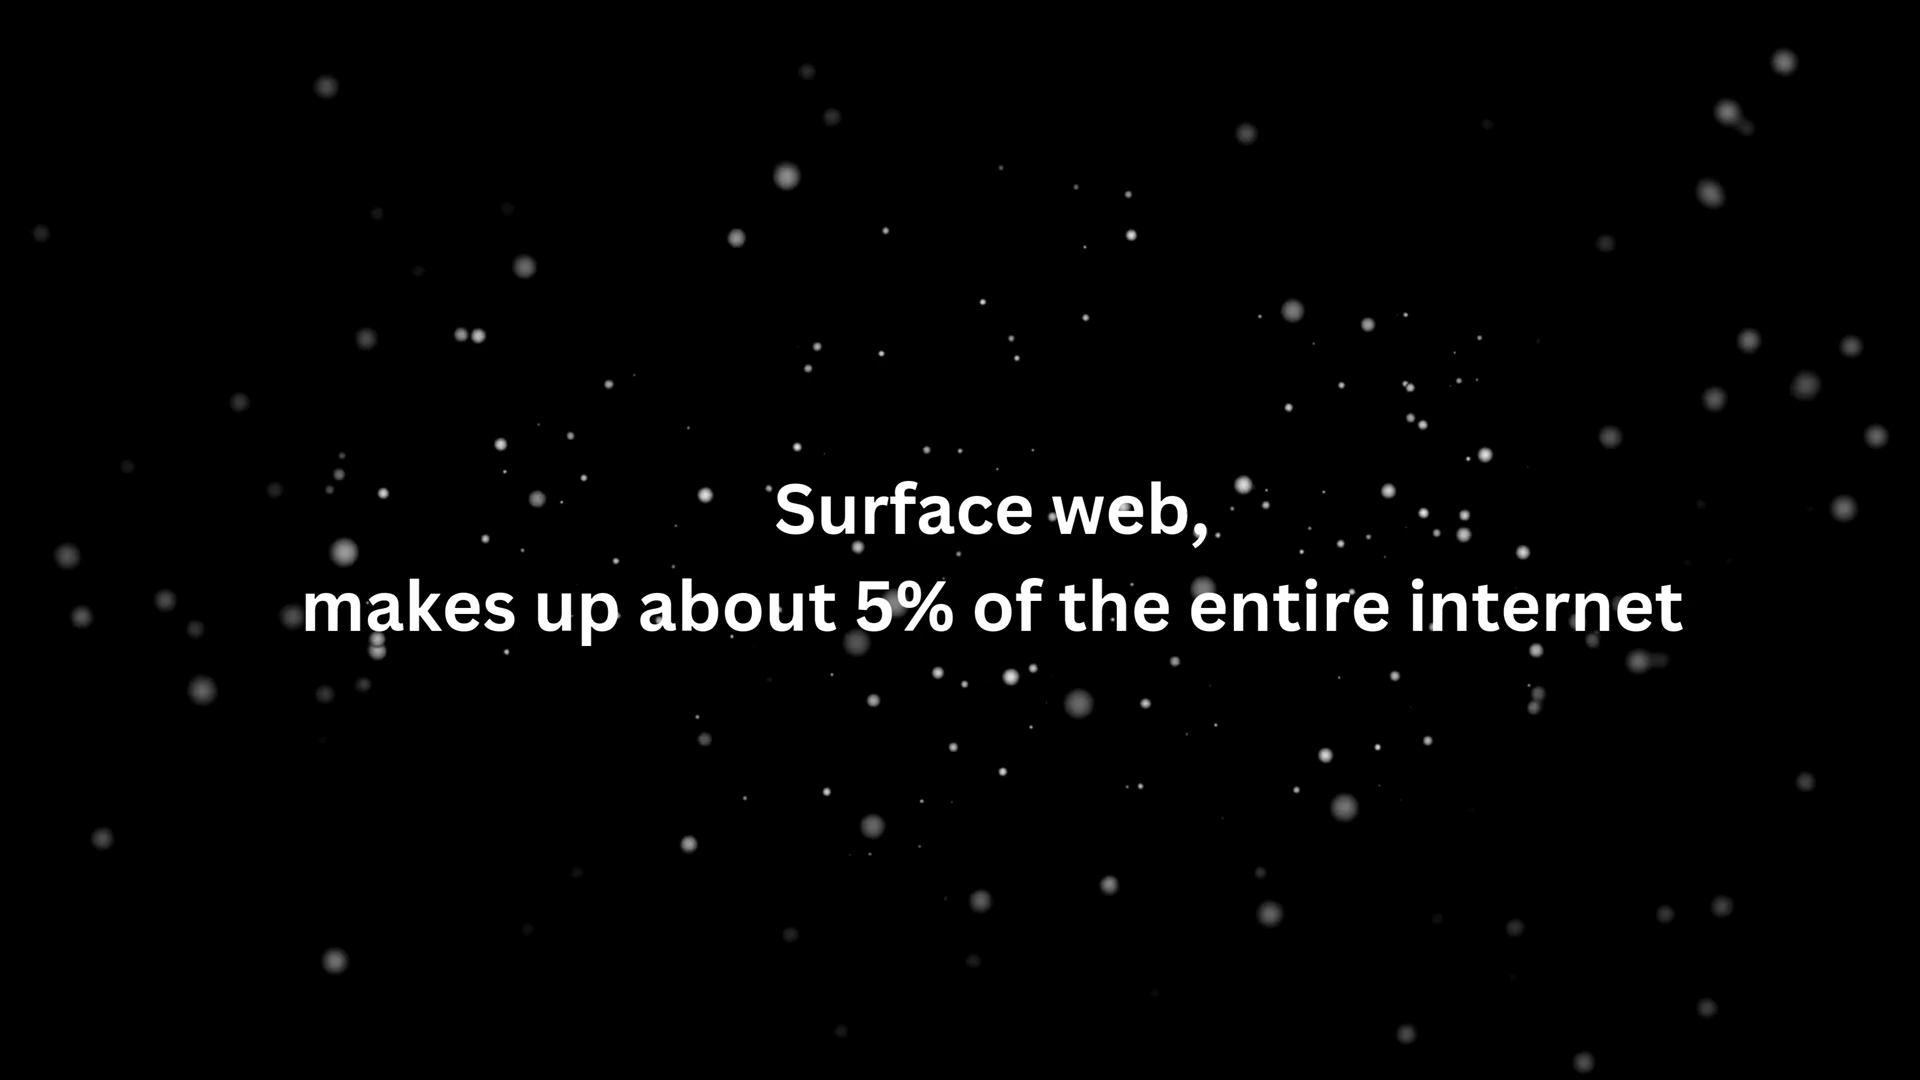 Surface web,
makes up about 5% of the entire internet